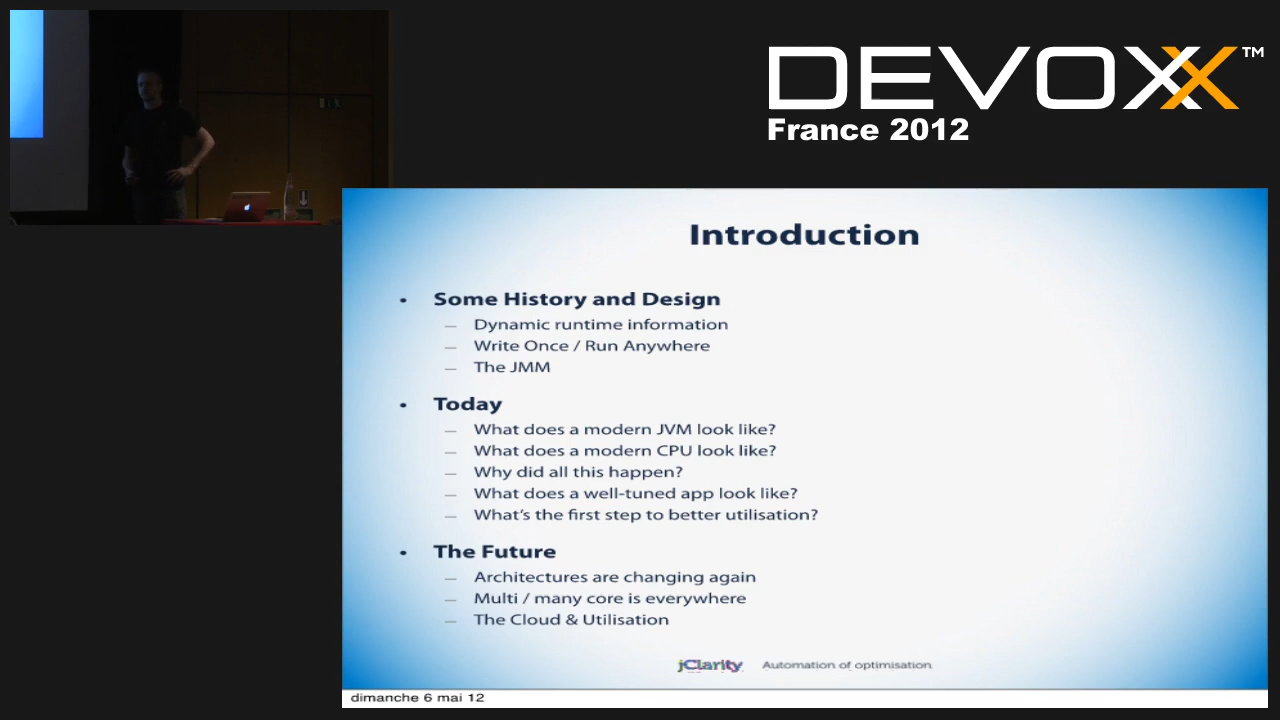 DEVOXX™
France 2012
Introduction
• Some History and Design
— Dynamic runtime information
— Write Once / Run Anywhere
— The JMM
• Today
— What does a modern JVM look like?
— What does a modern CPU look like?
— Why did all this happen?
— What does a well-tuned app look like?
— What's the first step to better utilisation?
• The Future
— Architectures are changing again
— Multi / many core is everywhere
— The Cloud & Utilisation
jClarity Automation of optimisation
dimanche 6 mai 12